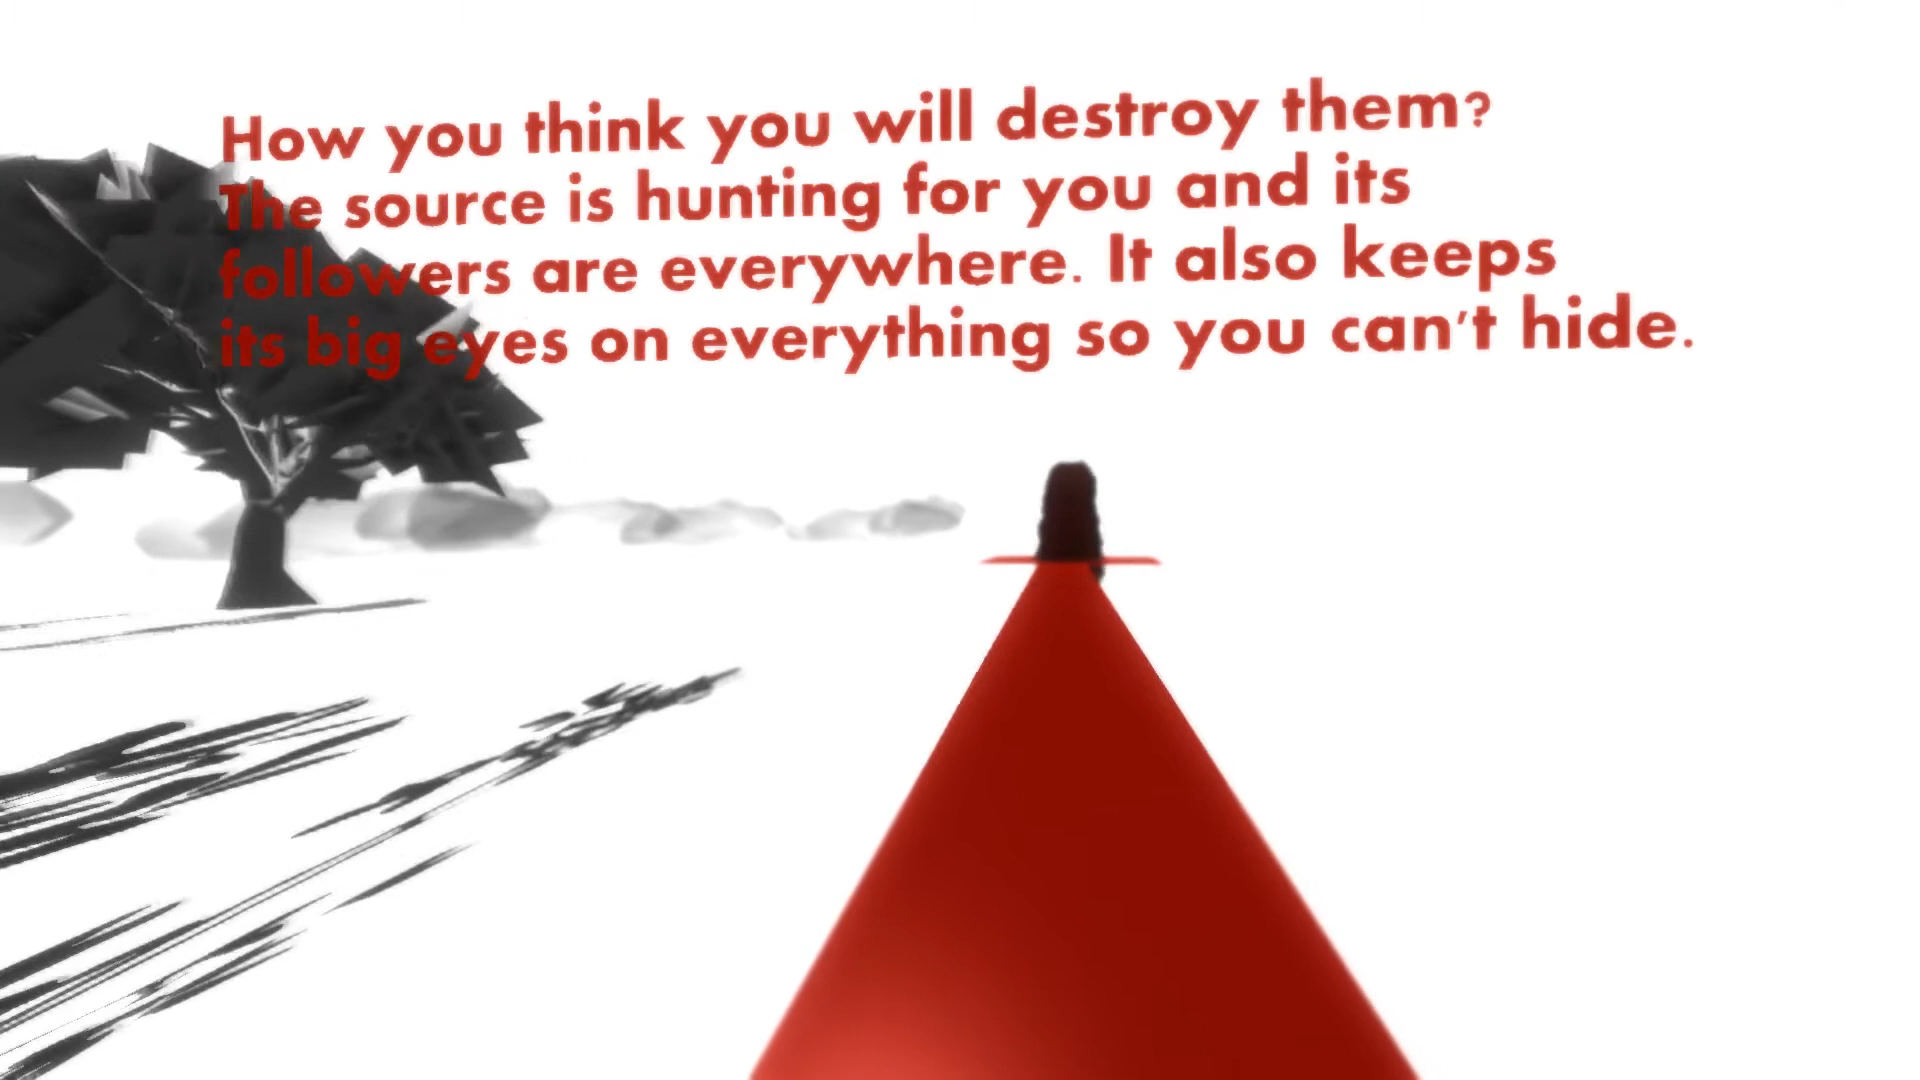 How you think you will destroy them?
The source is hunting for you and its
followers are everywhere. It also keeps
its big eyes on everything so you can't hide.